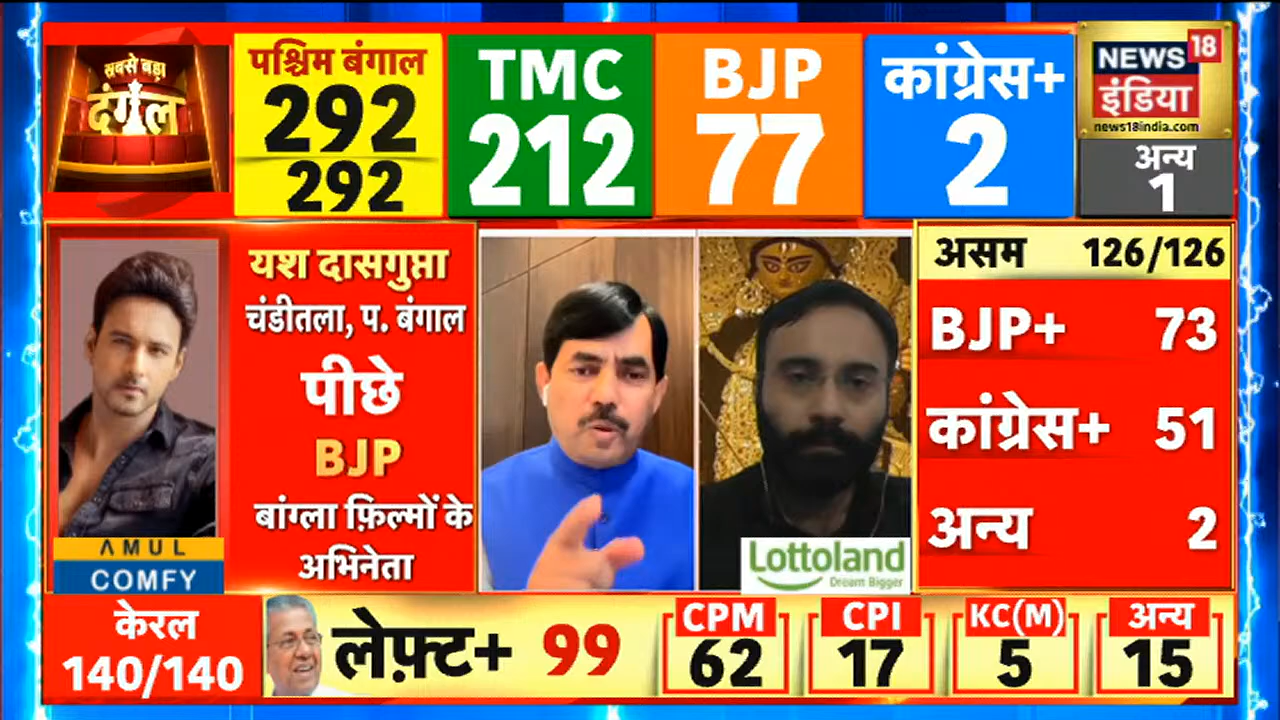 सबसे बड़ा
दंगल
पश्चिम बंगाल
292
292
TMC
212
BJP
77
कांग्रेस+
2
NEWS 18
इंडिया
news18india.com
अन्य
1
यश दासगुप्ता
चंडीतला, प. बंगाल
पीछे
BJP
बांग्ला फ़िल्मों के
अभिनेता
AMUL
COMFY
Lottoland
Dream Bigger
असम 126/126
BJP+ 73
कांग्रेस+ 51
अन्य 2
केरल
140/140
लेफ़्ट+ 99
CPM
62
CPI
17
KC(M)
5
अन्य
15